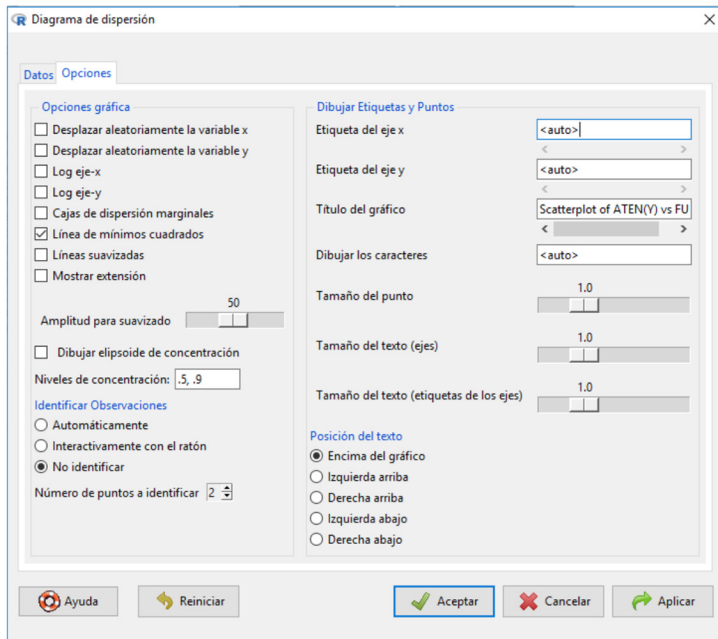 Diagrama de dispersión
Datos Opciones
Opciones gráfica
Desplazar aleatoriamente la variable x
Desplazar aleatoriamente la variable y
Log eje-x
Log eje-y
Cajas de dispersión marginales
Línea de mínimos cuadrados
Líneas suavizadas
Mostrar extensión
50
Amplitud para suavizado
Dibujar elipsoide de concentración
Niveles de concentración: .5, .9
Identificar Observaciones
Automáticamente
Interactivamente con el ratón
No identificar
Número de puntos a identificar 2
Dibujar Etiquetas y Puntos
Etiqueta del eje x <auto>
Etiqueta del eje y <auto>
Título del gráfico Scatterplot of ATEN(Y) vs FU
Dibujar los caracteres <auto>
1.0
Tamaño del punto
1.0
Tamaño del texto (ejes)
1.0
Tamaño del texto (etiquetas de los ejes)
Posición del texto
Encima del gráfico
Izquierda arriba
Derecha arriba
Izquierda abajo
Derecha abajo
Ayuda Reiniciar Aceptar Cancelar Aplicar